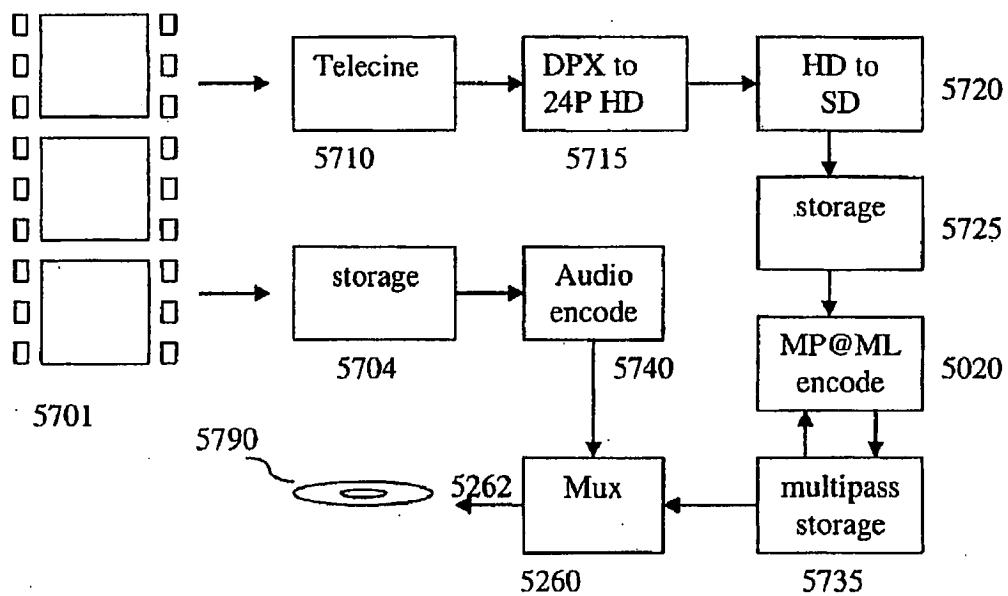 Telecine
DPX to
24P HD
HD to
SD
5720
5710
5715
storage
5725
storage
Audio
encode
MP@ML
encode
5020
5704
5740
5701
5790
5262
Mux
multipass
storage
5260
5735